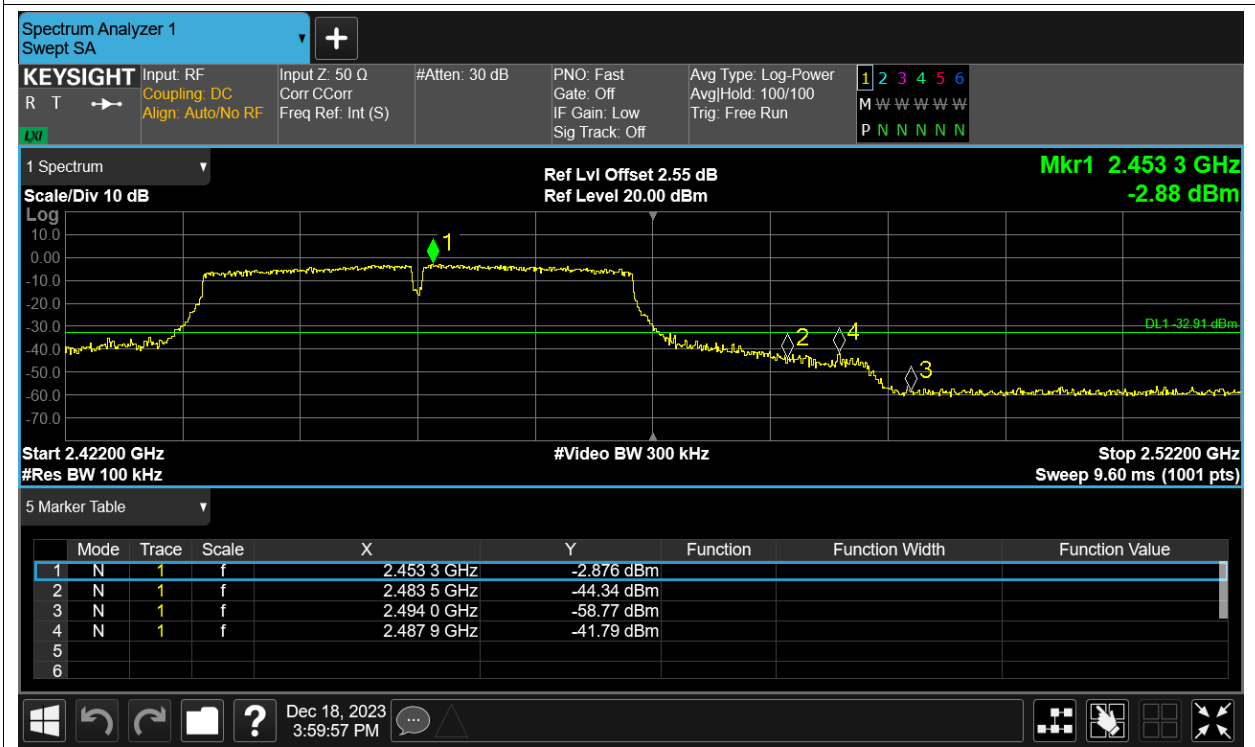 Spectrum Analyzer 1
Swept SA
KEYSIGHT Input: RF Input Z: 50 Ω #Atten: 30 dB PNO: Fast Avg Type: Log-Power 1 2 3 4 5 6
R T Coupling: DC Corr CCorr Gate: Off Avg|Hold: 100/100 M W W W W W
Align: Auto/No RF Freq Ref: Int (S) IF Gain: Low Trig: Free Run
LXI Sig Track: Off P N N N N N
1 Spectrum Ref Lvl Offset 2.55 dB Mkr1 2.453 3 GHz
Scale/Div 10 dB Ref Level 20.00 dBm -2.88 dBm
Log
10.0 1
0.00
-10.0
-20.0
-30.0 DL1 -32.91 dBm
2 4
-40.0
-50.0 3
-60.0
-70.0
Start 2.42200 GHz #Video BW 300 kHz Stop 2.52200 GHz
#Res BW 100 kHz Sweep 9.60 ms (1001 pts)
5 Marker Table
Mode Trace Scale X Y Function Function Width Function Value
1 N 1 f 2.453 3 GHz -2.876 dBm
2 N 1 f 2.483 5 GHz -44.34 dBm
3 N 1 f 2.494 0 GHz -58.77 dBm
4 N 1 f 2.487 9 GHz -41.79 dBm
5
6
? Dec 18, 2023
3:59:57 PM